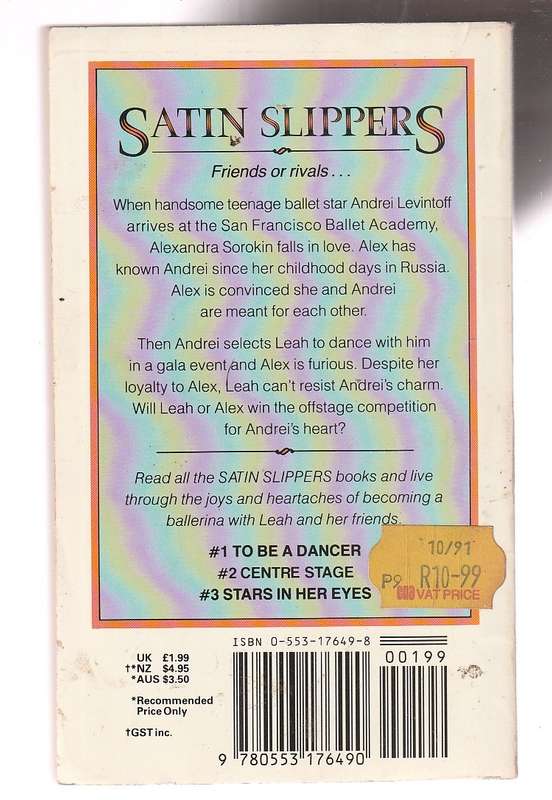 SATIN SLIPPERS
Friends or rivals . . .
When handsome teenage ballet star Andrei Levintoff
arrives at the San Francisco Ballet Academy,
Alexandra Sorokin falls in love. Alex has
known Andrei since her childhood days in Russia.
Alex is convinced she and Andrei
are meant for each other.
Then Andrei selects Leah to dance with him
in a gala event and Alex is furious. Despite her
loyalty to Alex, Leah can't resist Andrei's charm.
Will Leah or Alex win the offstage competition
for Andrei's heart?
Read all the SATIN SLIPPERS books and live
through the joys and heartaches of becoming a
ballerina with Leah and her friends.
#1 TO BE A DANCER
#2 CENTRE STAGE
#3 STARS IN HER EYES
10/91
P9 R10-99
cna VAT PRICE
ISBN 0-553-17649-8
00199
UK £1.99
†*NZ $4.95
*AUS $3.50
*Recommended
Price Only
†GST inc.
9 780553 176490